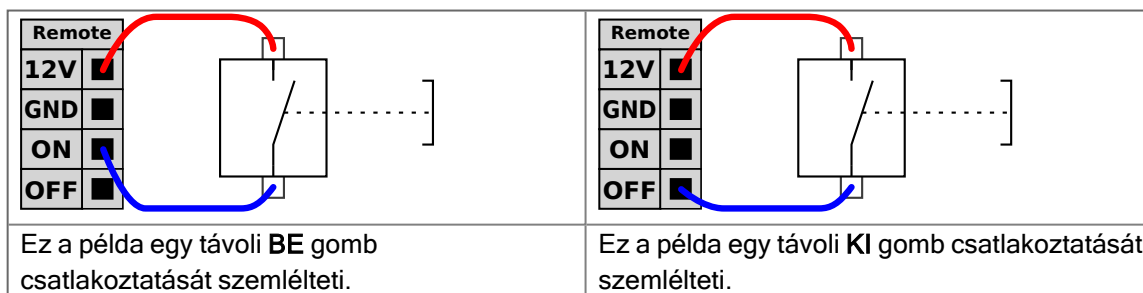 Remote
12V
GND
ON
OFF
Ez a példa egy távoli BE gomb
csatlakoztatását szemlélteti.
Remote
12V
GND
ON
OFF
Ez a példa egy távoli KI gomb csatlakoztatását
szemlélteti.